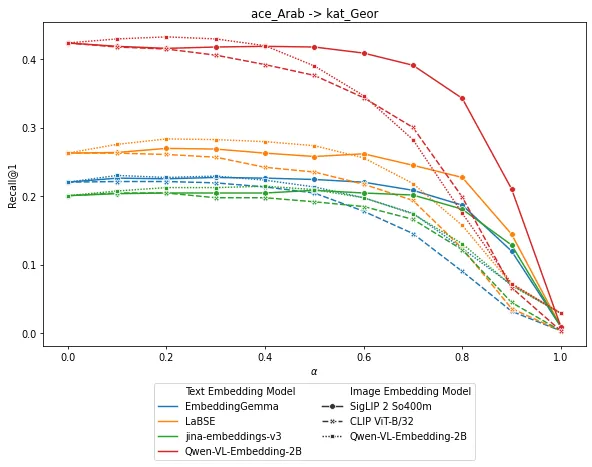 ace_Arab -> kat_Geor
Recall@1
0.4
0.3
0.2
0.1
0.0
0.0 0.2 0.4 0.6 0.8 1.0
α
Text Embedding Model
EmbeddingGemma
LaBSE
jina-embeddings-v3
Qwen-VL-Embedding-2B
Image Embedding Model
SigLIP 2 So400m
CLIP ViT-B/32
Qwen-VL-Embedding-2B